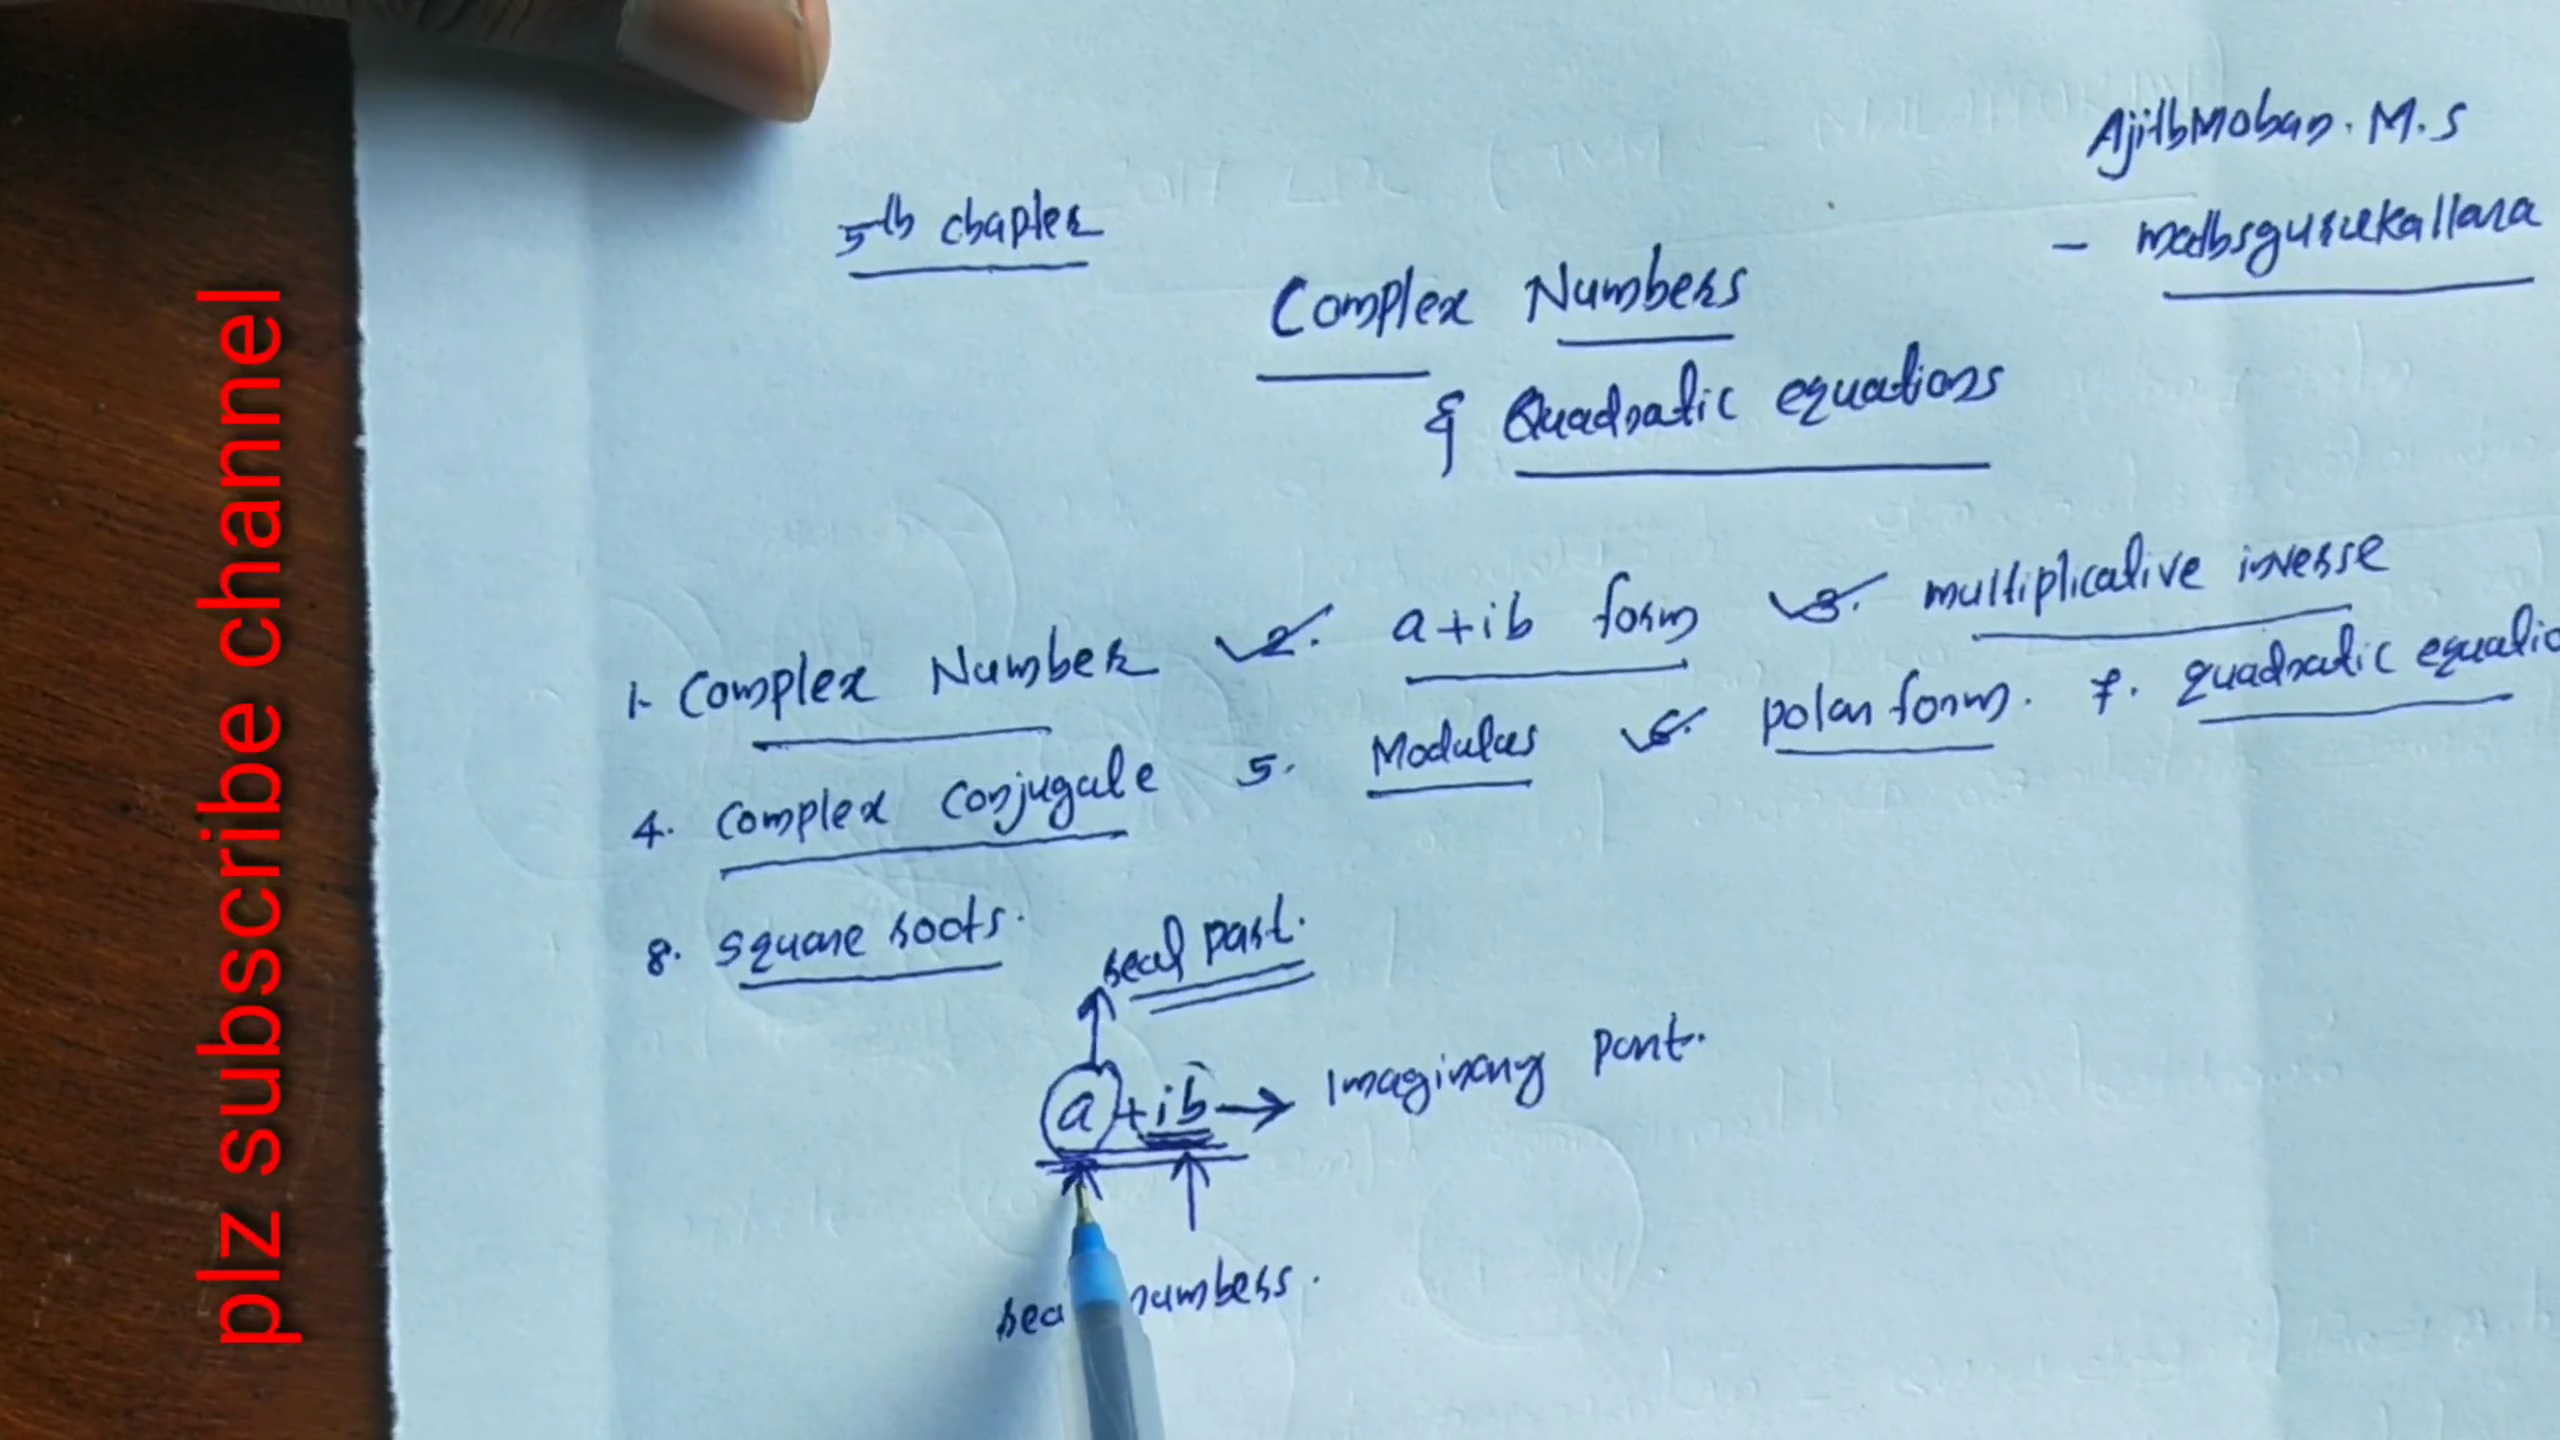 AjithMohan. M.S
5th chapter
- mathsgurukallara
Complex Numbers
& Quadratic equations
1. Complex Number 2. a+ib form 3. multiplicative inverse
4. Complex Conjugate 5. Modulus 6. polar form. 7. quadratic equatio
8. square roots.
real part.
a+ib → Imaginary part.
rea numbers.
plz subscribe channel